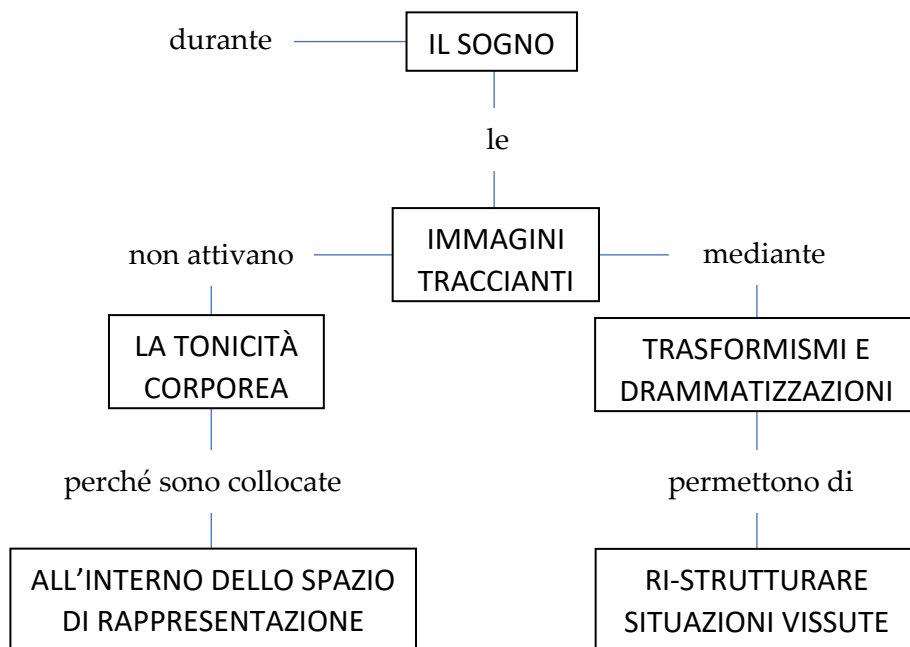 durante
IL SOGNO
le
IMMAGINI
TRACCIANTI
non attivano
mediante
LA TONICITÀ
CORPOREA
TRASFORMISMI E
DRAMMATIZZAZIONI
perché sono collocate
permettono di
ALL’INTERNO DELLO SPAZIO
DI RAPPRESENTAZIONE
RI-STRUTTURARE
SITUAZIONI VISSUTE